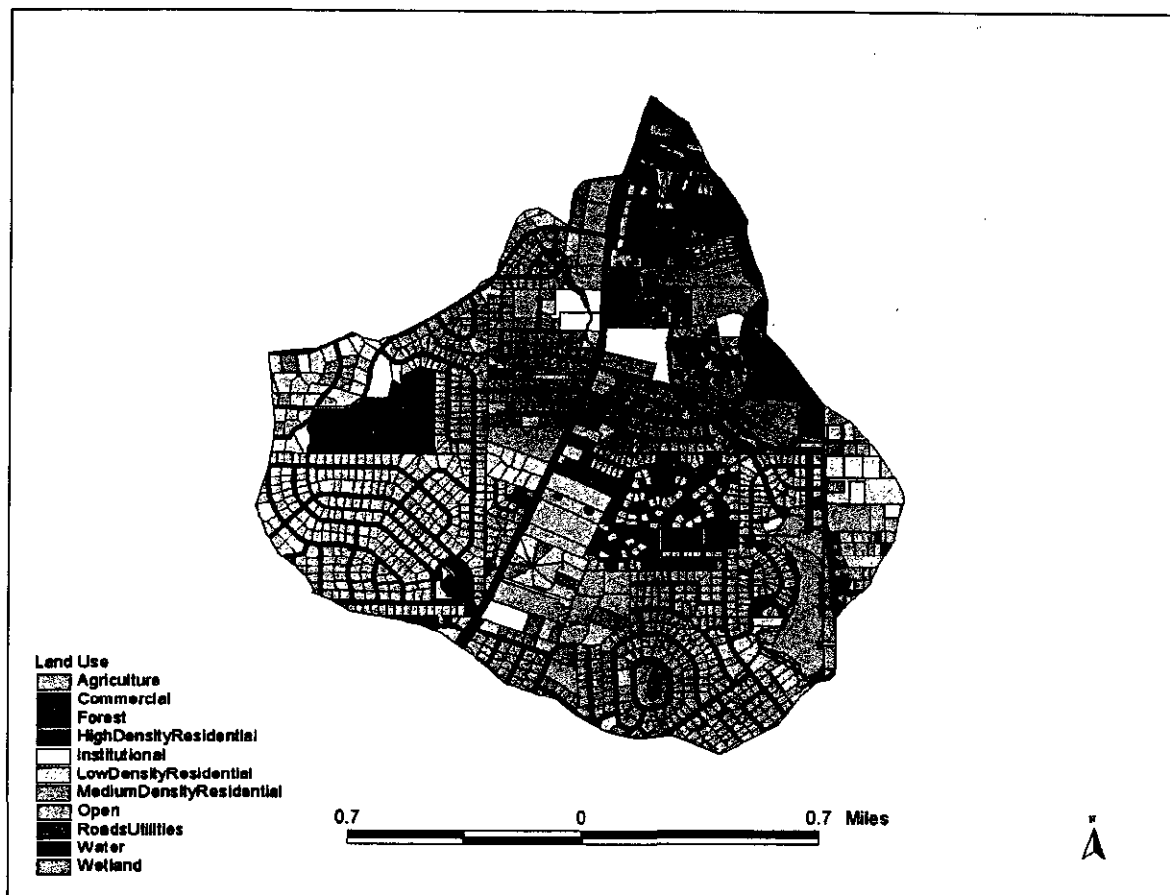 Land Use
Agriculture
Commercial
Forest
HighDensityResidential
Institutional
LowDensityResidential
MediumDensityResidential
Open
RoadsUtilities
Water
Wetland
0.7 0 0.7 Miles
N